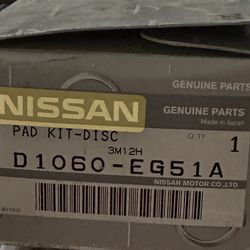 GENUINE PARTS
GENUINE PARTS
Made in Japan
NISSAN
PAD KIT-DISC
Q'TY
1
3M12H
D1060-EG51A
NISSAN MOTOR CO.,LTD